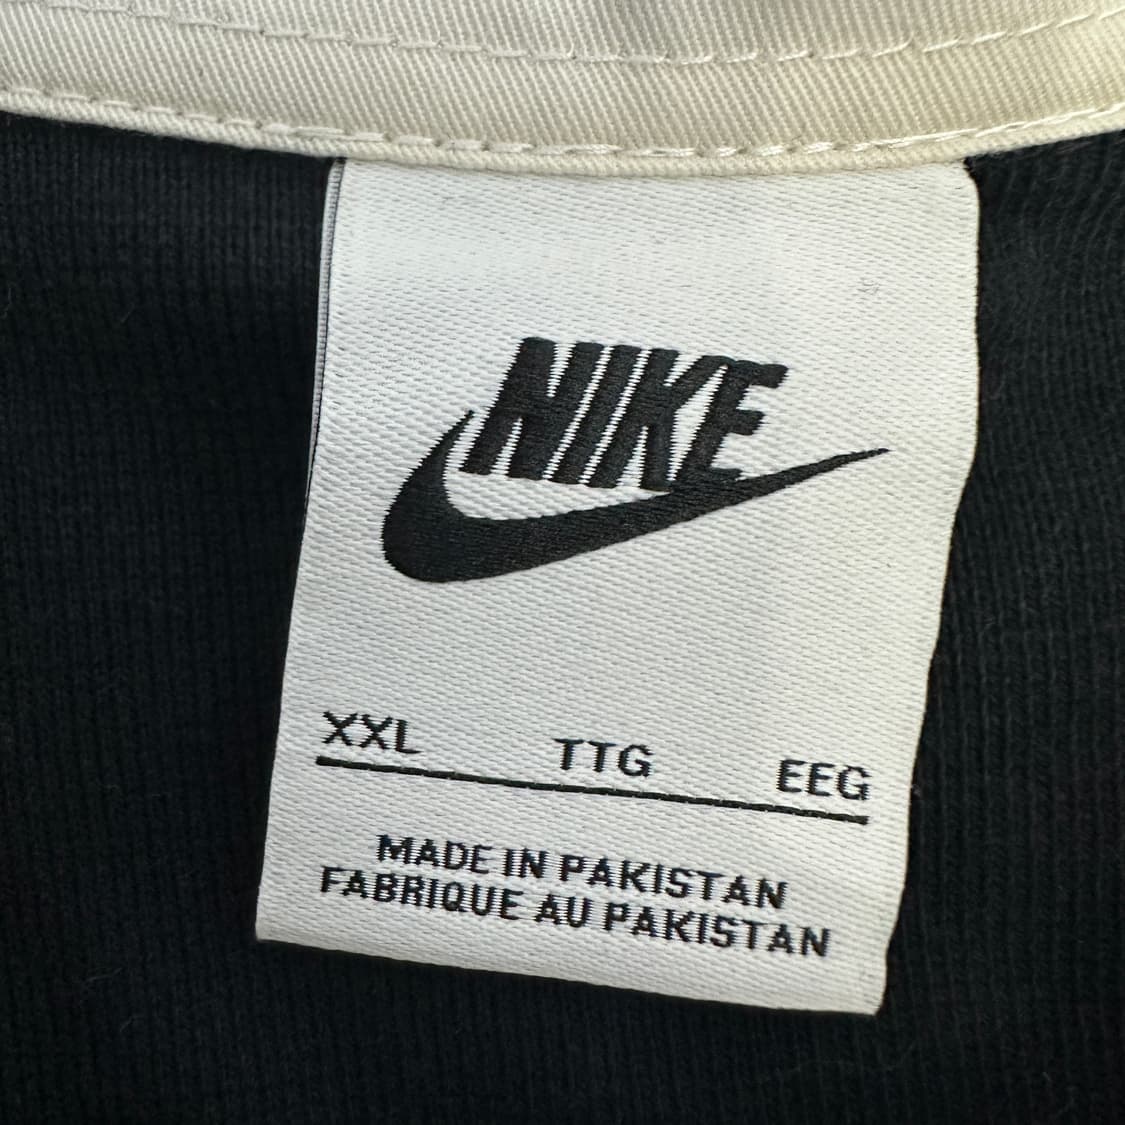 NIKE
XXL TTG EEG
MADE IN PAKISTAN
FABRIQUE AU PAKISTAN